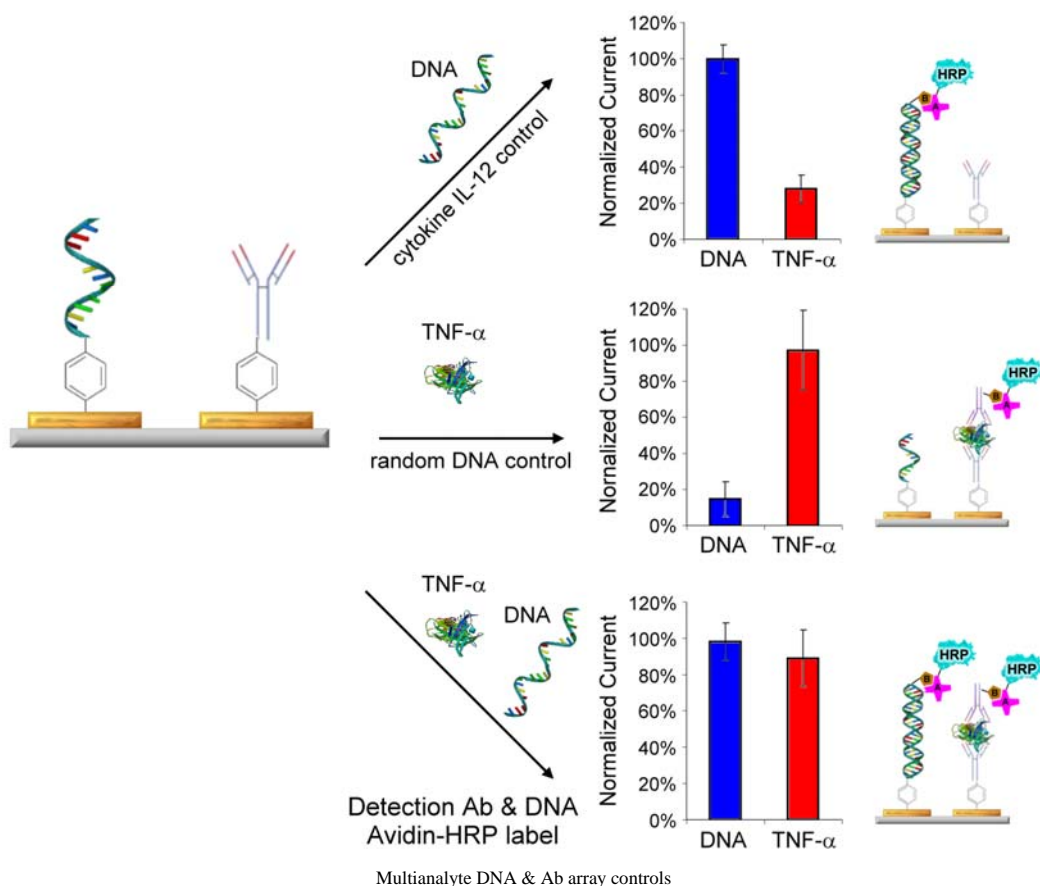 DNA
cytokine IL-12 control
Normalized Current
120%
100%
80%
60%
40%
20%
0%
DNA TNF-α
HRP
B
A
TNF-α
random DNA control
Normalized Current
120%
100%
80%
60%
40%
20%
0%
DNA TNF-α
HRP
B
A
TNF-α
DNA
Detection Ab & DNA
Avidin-HRP label
Normalized Current
120%
100%
80%
60%
40%
20%
0%
DNA TNF-α
HRP
B
A
HRP
B
A
Multianalyte DNA & Ab array controls